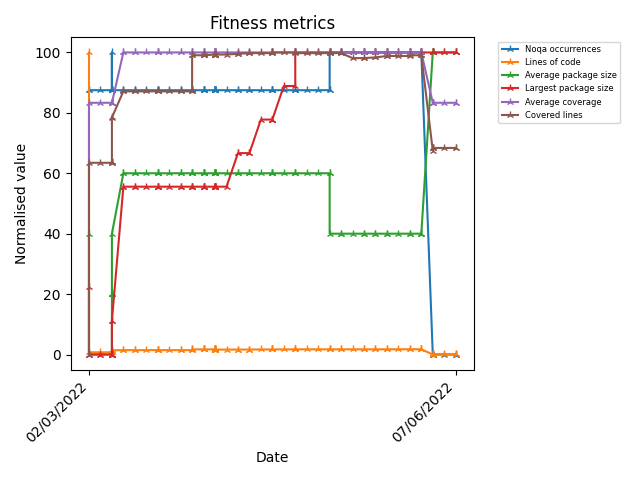 Fitness metrics
100
80
60
40
20
0
Normalised value
02/03/2022
07/06/2022
Date
Noqa occurrences
Lines of code
Average package size
Largest package size
Average coverage
Covered lines